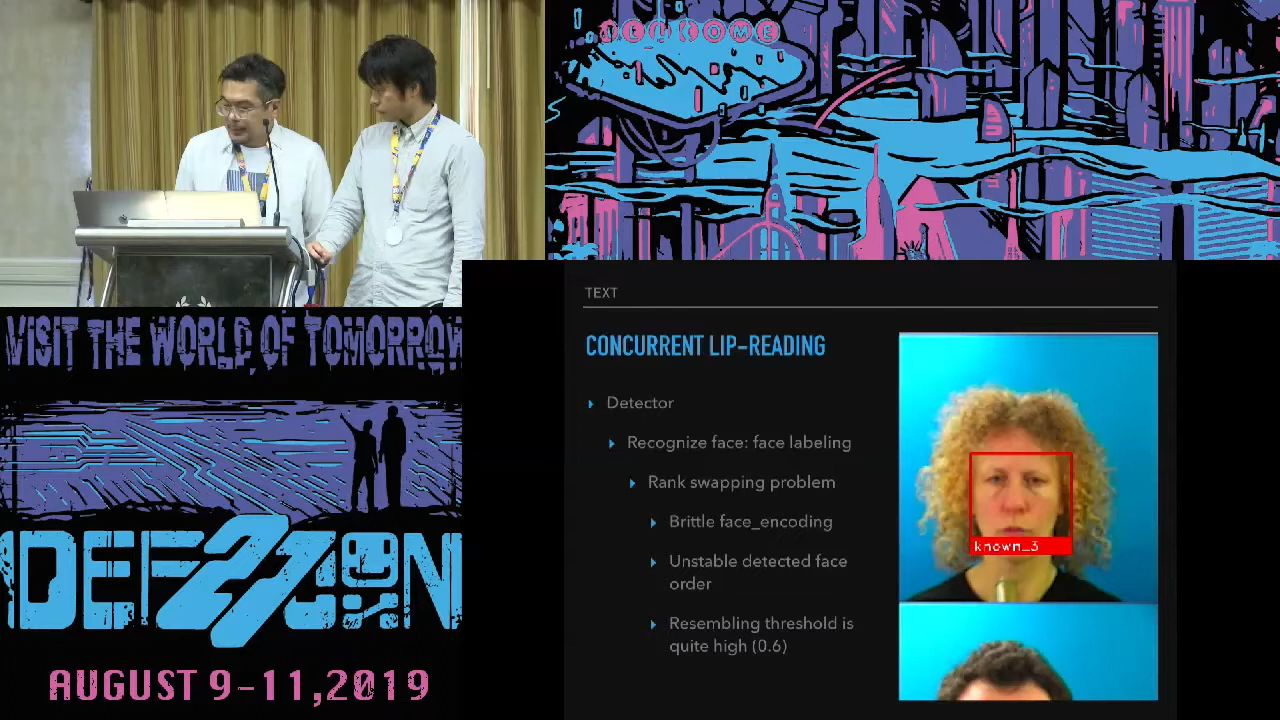 WELCOME
VISIT THE WORLD OF TOMORROW
DEF CON
27
AUGUST 9-11,2019
TEXT
CONCURRENT LIP-READING
Detector
Recognize face: face labeling
Rank swapping problem
Brittle face_encoding
Unstable detected face
order
Resembling threshold is
quite high (0.6)
known_3